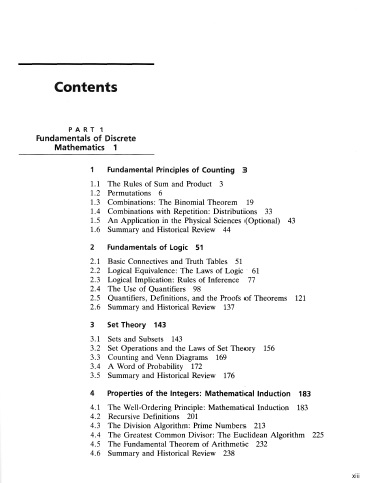 Contents
PART 1
Fundamentals of Discrete
Mathematics 1
1 Fundamental Principles of Counting 3
1.1 The Rules of Sum and Product 3
1.2 Permutations 6
1.3 Combinations: The Binomial Theorem 19
1.4 Combinations with Repetition: Distributions 33
1.5 An Application in the Physical Sciences (Optional) 43
1.6 Summary and Historical Review 44
2 Fundamentals of Logic 51
2.1 Basic Connectives and Truth Tables 51
2.2 Logical Equivalence: The Laws of Logic 61
2.3 Logical Implication: Rules of Inference 77
2.4 The Use of Quantifiers 98
2.5 Quantifiers, Definitions, and the Proofs of Theorems 121
2.6 Summary and Historical Review 137
3 Set Theory 143
3.1 Sets and Subsets 143
3.2 Set Operations and the Laws of Set Theory 156
3.3 Counting and Venn Diagrams 169
3.4 A Word of Probability 172
3.5 Summary and Historical Review 176
4 Properties of the Integers: Mathematical Induction 183
4.1 The Well-Ordering Principle: Mathematical Induction 183
4.2 Recursive Definitions 201
4.3 The Division Algorithm: Prime Numbers 213
4.4 The Greatest Common Divisor: The Euclidean Algorithm 225
4.5 The Fundamental Theorem of Arithmetic 232
4.6 Summary and Historical Review 238
xiii